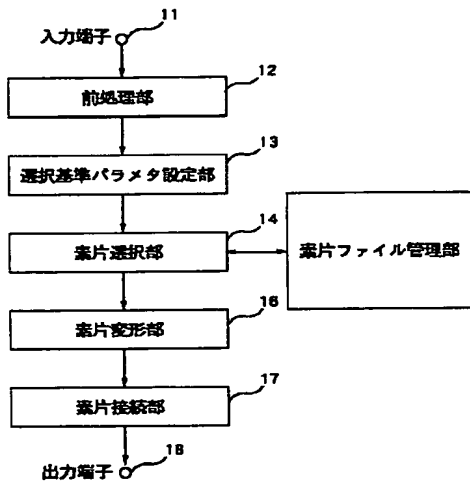 11
入力端子
12
前処理部
13
選択基準パラメタ設定部
14
素片選択部
素片ファイル管理部
16
素片変形部
17
素片接続部
18
出力端子